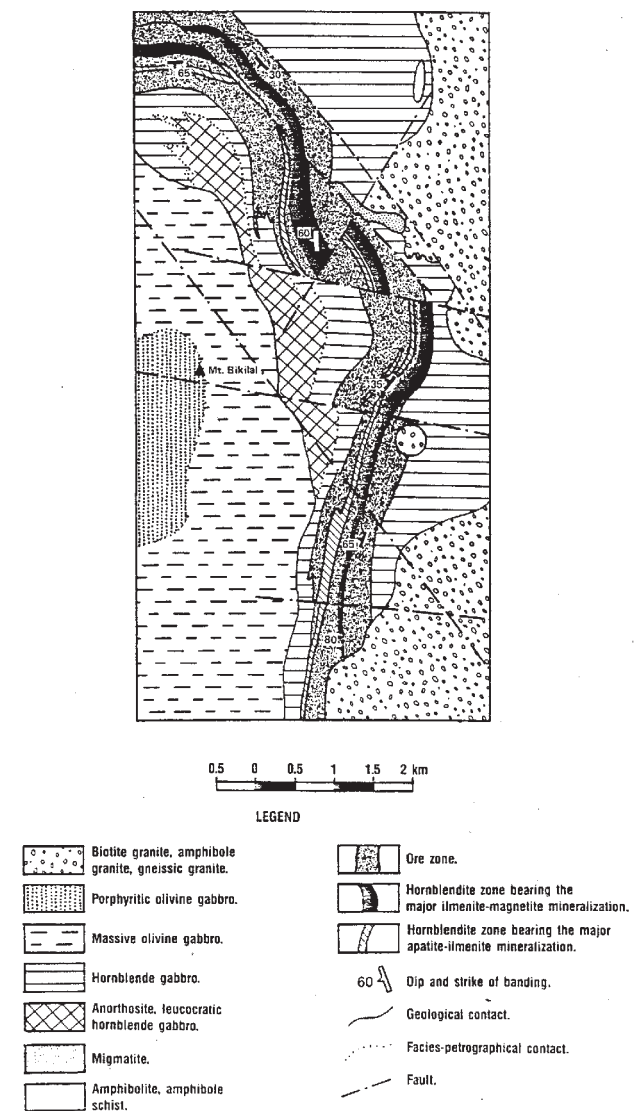 65
30
60
Mt. Bikilal
35
65
80
0.5 0 0.5 1 1.5 2 km
LEGEND
Biotite granite, amphibole
granite, gneissic granite.
Porphyritic olivine gabbro.
Massive olivine gabbro.
Hornblende gabbro.
Anorthosite, leucocratic
hornblende gabbro.
Migmatite.
Amphibolite, amphibole
schist.
Ore zone.
Hornblendite zone bearing the
major ilmenite-magnetite mineralization.
Hornblendite zone bearing the major
apatite-ilmenite mineralization.
60 Dip and strike of banding.
Geological contact.
Facies-petrographical contact.
Fault.